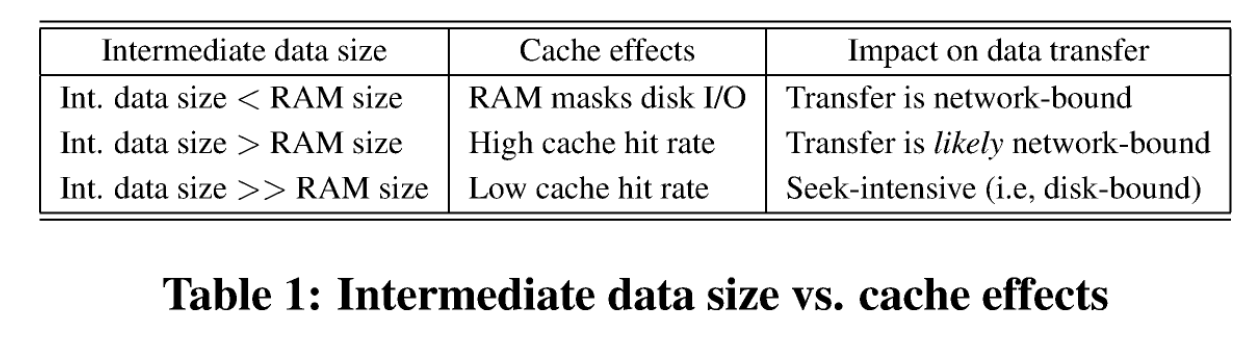 Intermediate data size Cache effects Impact on data transfer
Int. data size < RAM size RAM masks disk I/O Transfer is network-bound
Int. data size > RAM size High cache hit rate Transfer is likely network-bound
Int. data size >> RAM size Low cache hit rate Seek-intensive (i.e, disk-bound)
Table 1: Intermediate data size vs. cache effects